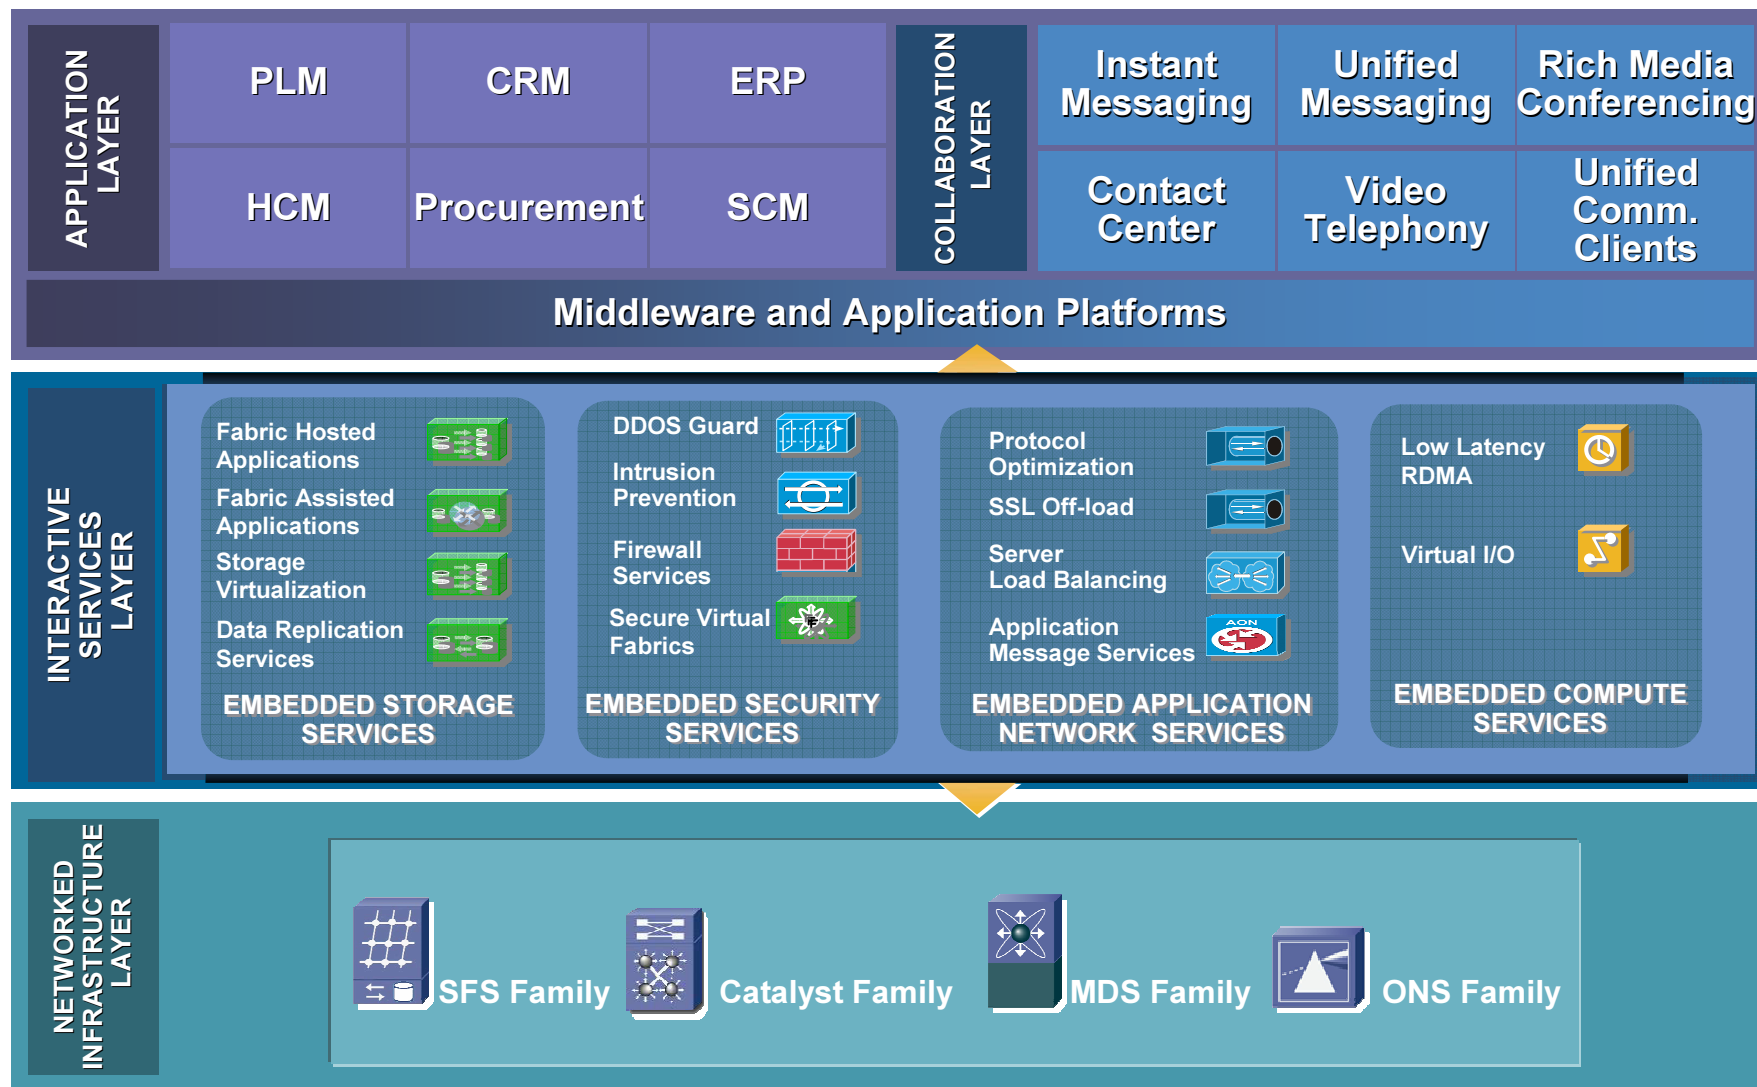 APPLICATION
LAYER
PLM
CRM
ERP
HCM
Procurement
SCM
COLLABORATION
LAYER
Instant
Messaging
Unified
Messaging
Rich Media
Conferencing
Contact
Center
Video
Telephony
Unified
Comm.
Clients
Middleware and Application Platforms
INTERACTIVE
SERVICES
LAYER
Fabric Hosted
Applications
Fabric Assisted
Applications
Storage
Virtualization
Data Replication
Services
EMBEDDED STORAGE
SERVICES
DDOS Guard
Intrusion
Prevention
Firewall
Services
Secure Virtual
Fabrics
EMBEDDED SECURITY
SERVICES
Protocol
Optimization
SSL Off-load
Server
Load Balancing
Application
Message Services
AON
EMBEDDED APPLICATION
NETWORK SERVICES
Low Latency
RDMA
Virtual I/O
EMBEDDED COMPUTE
SERVICES
NETWORKED
INFRASTRUCTURE
LAYER
SFS Family
Catalyst Family
MDS Family
ONS Family